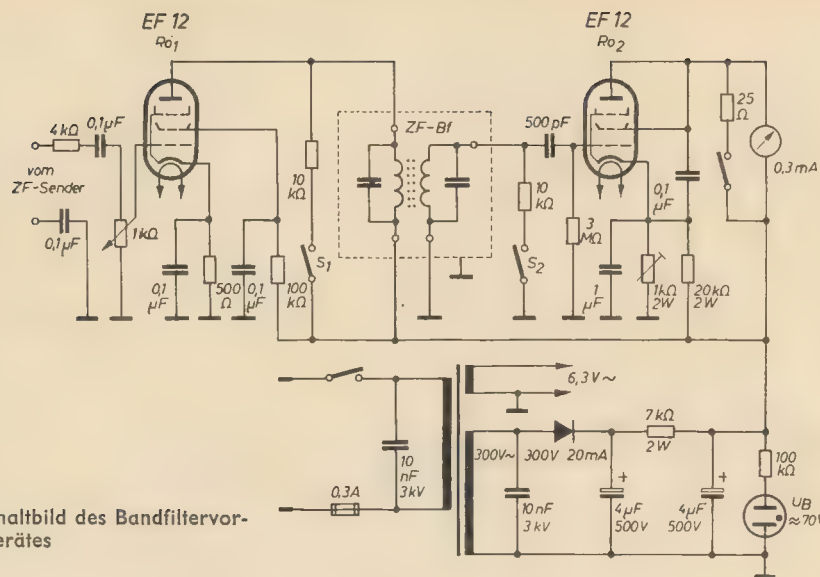 EF 12
Rö1
EF 12
Rö2
4kΩ
0,1µF
vom
ZF-Sender
0,1µF
1kΩ
0,1
µF
500
Ω
0,1
µF
100
kΩ
10
kΩ
S1
ZF-Bf
500pF
10
kΩ
S2
3
MΩ
1
µF
0,1
µF
1kΩ
2W
20kΩ
2W
25
Ω
0,3mA
6,3V~
10
nF
3kV
0,3A
300V~
300V
20mA
10nF
3kV
4µF
500V
7kΩ
2W
4µF
500V
100
kΩ
UB
≈70V
haltbild des Bandfiltervor-
erätes